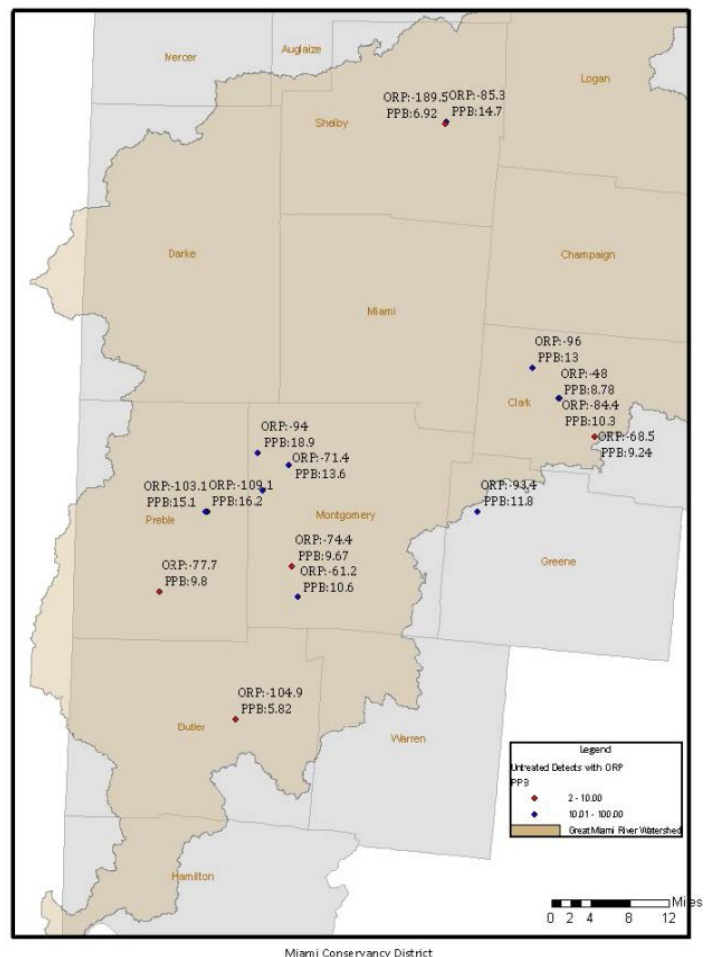 Mercer
Auglaize
Logan
ORP:-189.5
ORP:-85.3
PPB:6.92
PPB:14.7
Shelby
Darke
Champaign
Miami
ORP:-96
PPB:13
ORP:-48
PPB:8.78
Clark
ORP:-84.4
PPB:10.3
ORP:-68.5
PPB:9.24
ORP:-94
PPB:18.9
ORP:-71.4
PPB:13.6
ORP:-103.1
ORP:-109.1
PPB:15.1
PPB:16.2
Preble
Montgomery
ORP:-93.4
PPB:11.8
Greene
ORP:-74.4
PPB:9.67
ORP:-61.2
PPB:10.6
ORP:-77.7
PPB:9.8
ORP:-104.9
PPB:5.82
Butler
Warren
Legend
Untreated Detects with ORP
PPB
2 - 10.00
10.01 - 100.00
Great Miami River Watershed
Hamilton
Miles
0 2 4 8 12
Miami Conservancy District